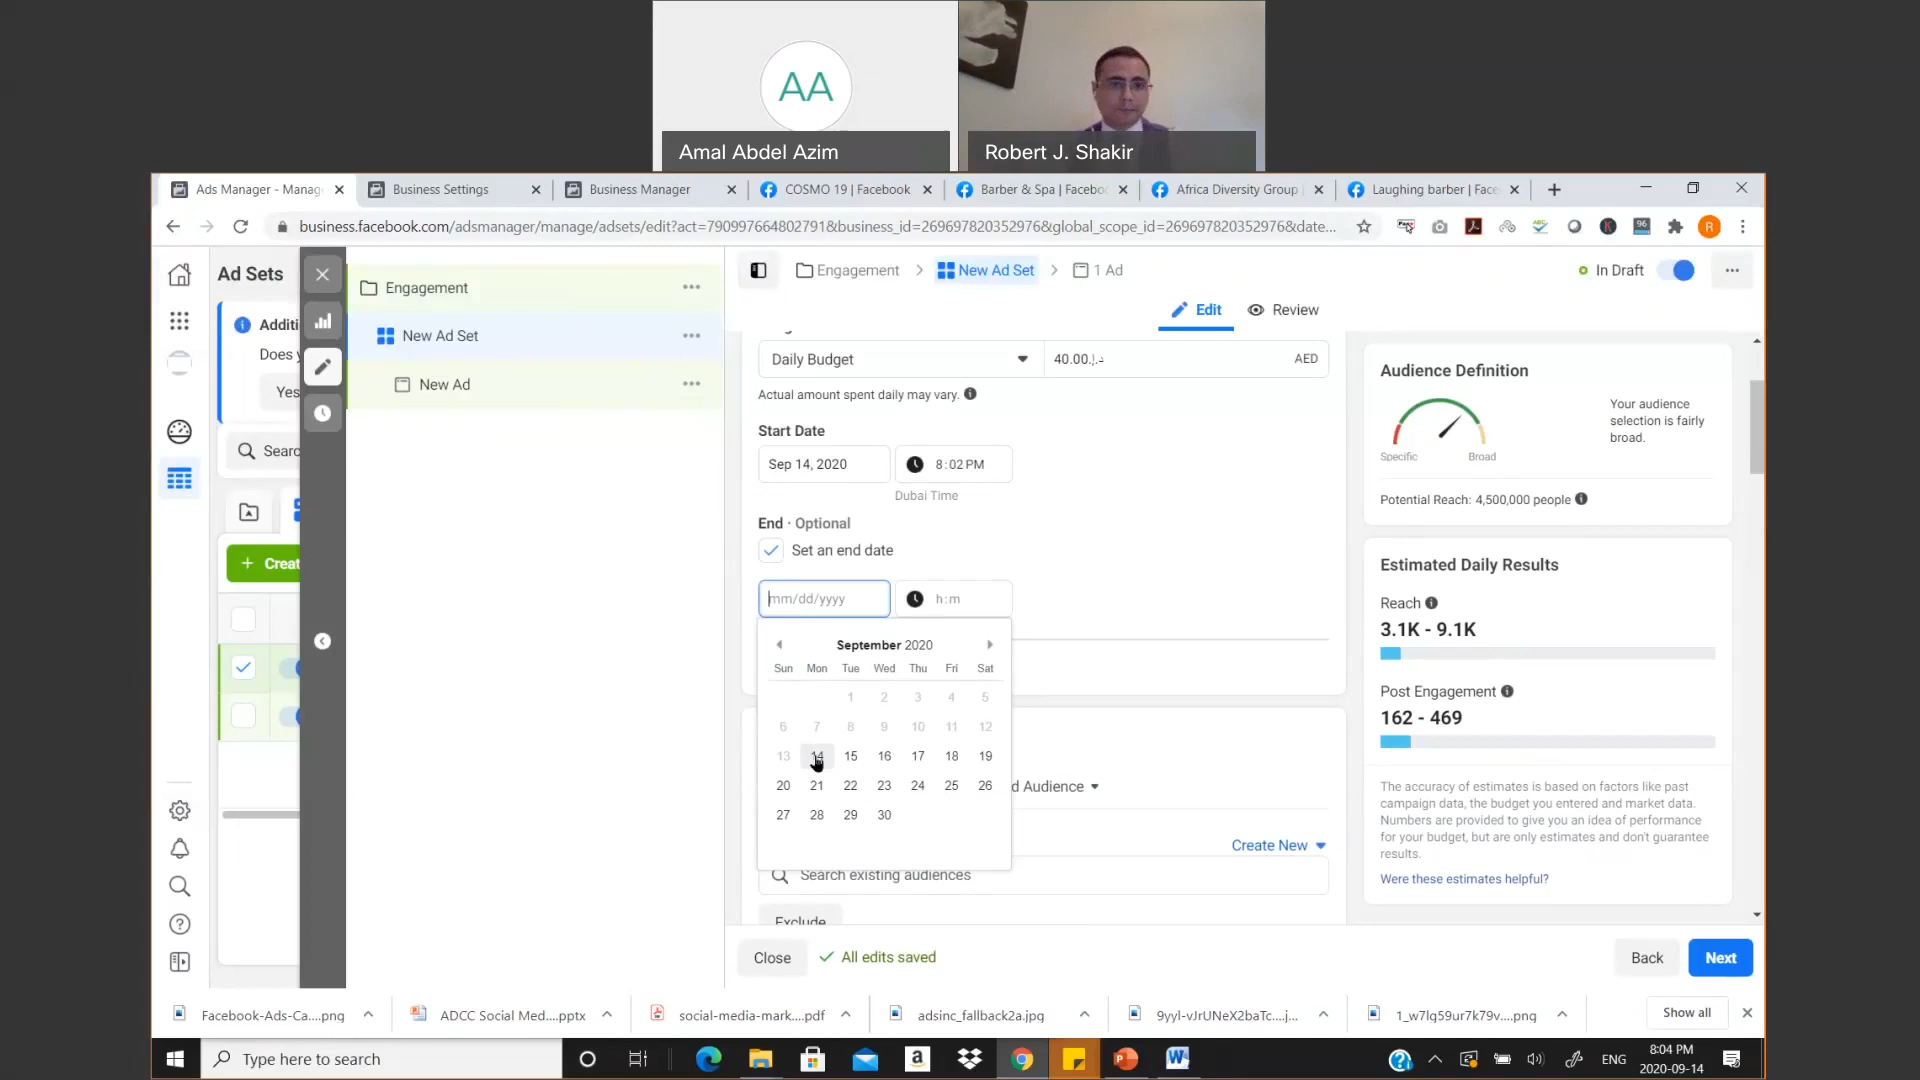 AA
Amal Abdel Azim
Robert J. Shakir
Ads Manager - Manag
Business Settings
Business Manager
COSMO 19 | Facebook
Barber & Spa | Facebo
Africa Diversity Group
Laughing barber | Face
business.facebook.com/adsmanager/manage/adsets/edit?act=790997664802791&business_id=269697820352976&global_scope_id=269697820352976&date...
96
R
Ad Sets
Additi
Does y
Yes
Searc
Creat
Engagement
New Ad Set
New Ad
Engagement
New Ad Set
1 Ad
In Draft
Edit
Review
Daily Budget
40.00.د.إ
AED
Actual amount spent daily may vary.
Start Date
Sep 14, 2020
8:02PM
Dubai Time
End · Optional
Set an end date
mm/dd/yyyy
h:m
September 2020
Sun Mon Tue Wed Thu Fri Sat
1 2 3 4 5
6 7 8 9 10 11 12
13 14 15 16 17 18 19
20 21 22 23 24 25 26
27 28 29 30
d Audience
Create New
Search existing audiences
Exclude
Audience Definition
Specific
Broad
Your audience
selection is fairly
broad.
Potential Reach: 4,500,000 people
Estimated Daily Results
Reach
3.1K - 9.1K
Post Engagement
162 - 469
The accuracy of estimates is based on factors like past
campaign data, the budget you entered and market data.
Numbers are provided to give you an idea of performance
for your budget, but are only estimates and don't guarantee
results.
Were these estimates helpful?
Close
All edits saved
Back
Next
Facebook-Ads-Ca....png
ADCC Social Med....pptx
social-media-mark....pdf
adsinc_fallback2a.jpg
9yyl-vJrUNeX2baTc....j...
1_w7lg59ur7k79v....png
Show all
Type here to search
ENG
8:04 PM
2020-09-14